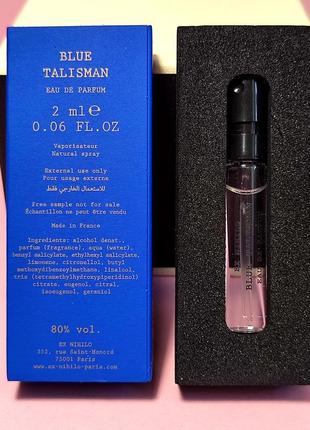 BLUE
TALISMAN
EAU DE PARFUM
2 ml℮
0.06 FL.OZ
Vaporisateur
Natural spray
External use only
Pour usage externe
للاستعمال الخارجي فقط
Free sample not for sale
Échantillon ne peut être vendu
Made in France
Ingredients: alcohol denat.,
parfum (fragrance), aqua (water),
benzyl salicylate, ethylhexyl salicylate,
limonene, citronellol, butyl
methoxydibenzoylmethane, linalool,
tris (tetramethylhydroxypiperidinol)
citrate, eugenol, citral,
isoeugenol, geraniol
80% vol.
EX NIHILO
352, rue Saint-Honoré
75001 Paris
www.ex-nihilo-paris.com
BLUE
EAU